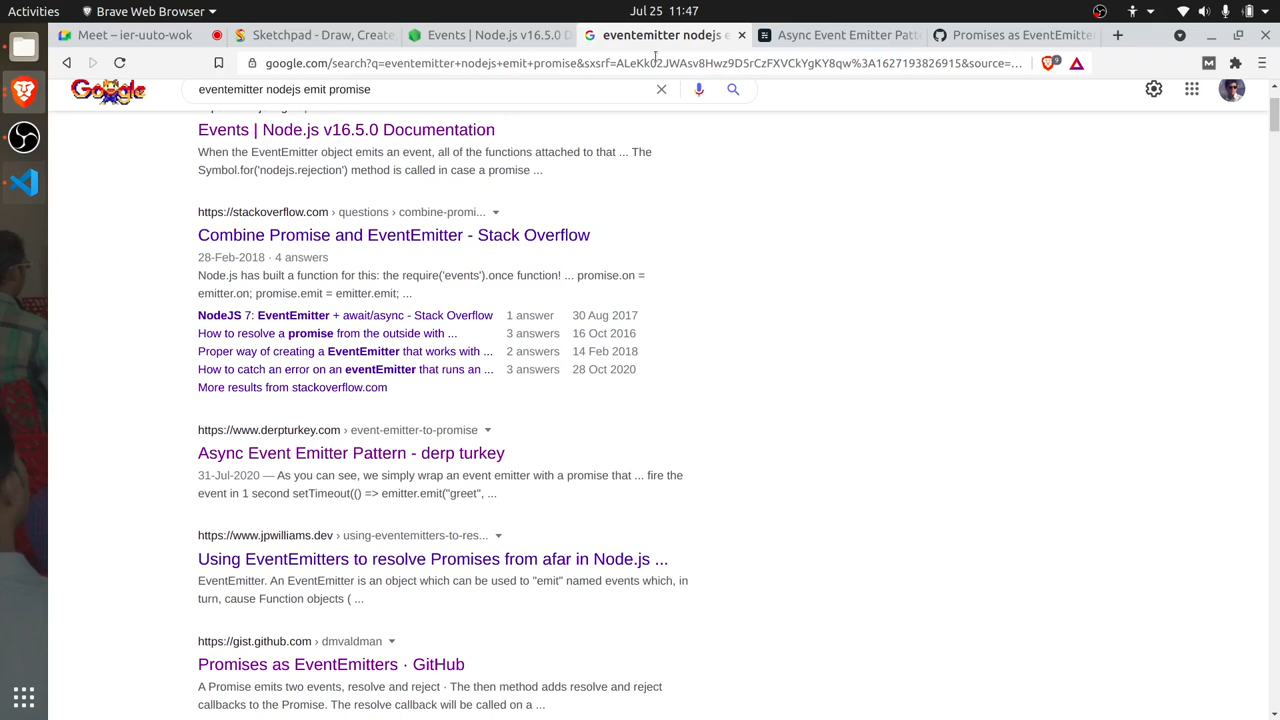 Activities
Brave Web Browser
Jul 25 11:47
Meet – ier-uuto-wok
Sketchpad - Draw, Create,
Events | Node.js v16.5.0 D
eventemitter nodejs e
Async Event Emitter Patt
Promises as EventEmitte
google.com/search?q=eventemitter+nodejs+emit+promise&sxsrf=ALeKk02JWAsv8Hwz9D5rCzFXVCkYgKY8qw%3A1627193826915&source=...
9
M
Google
eventemitter nodejs emit promise
Events | Node.js v16.5.0 Documentation
When the EventEmitter object emits an event, all of the functions attached to that ... The
Symbol.for('nodejs.rejection') method is called in case a promise ...
https://stackoverflow.com › questions › combine-promi...
Combine Promise and EventEmitter - Stack Overflow
28-Feb-2018 · 4 answers
Node.js has built a function for this: the require('events').once function! ... promise.on =
emitter.on; promise.emit = emitter.emit; ...
NodeJS 7: EventEmitter + await/async - Stack Overflow 1 answer 30 Aug 2017
How to resolve a promise from the outside with ... 3 answers 16 Oct 2016
Proper way of creating a EventEmitter that works with ... 2 answers 14 Feb 2018
How to catch an error on an eventEmitter that runs an ... 3 answers 28 Oct 2020
More results from stackoverflow.com
https://www.derpturkey.com › event-emitter-to-promise
Async Event Emitter Pattern - derp turkey
31-Jul-2020 — As you can see, we simply wrap an event emitter with a promise that ... fire the
event in 1 second setTimeout(() => emitter.emit("greet", ...
https://www.jpwilliams.dev › using-eventemitters-to-res...
Using EventEmitters to resolve Promises from afar in Node.js ...
EventEmitter. An EventEmitter is an object which can be used to "emit" named events which, in
turn, cause Function objects ( ...
https://gist.github.com › dmvaldman
Promises as EventEmitters · GitHub
A Promise emits two events, resolve and reject · The then method adds resolve and reject
callbacks to the Promise. The resolve callback will be called on a ...